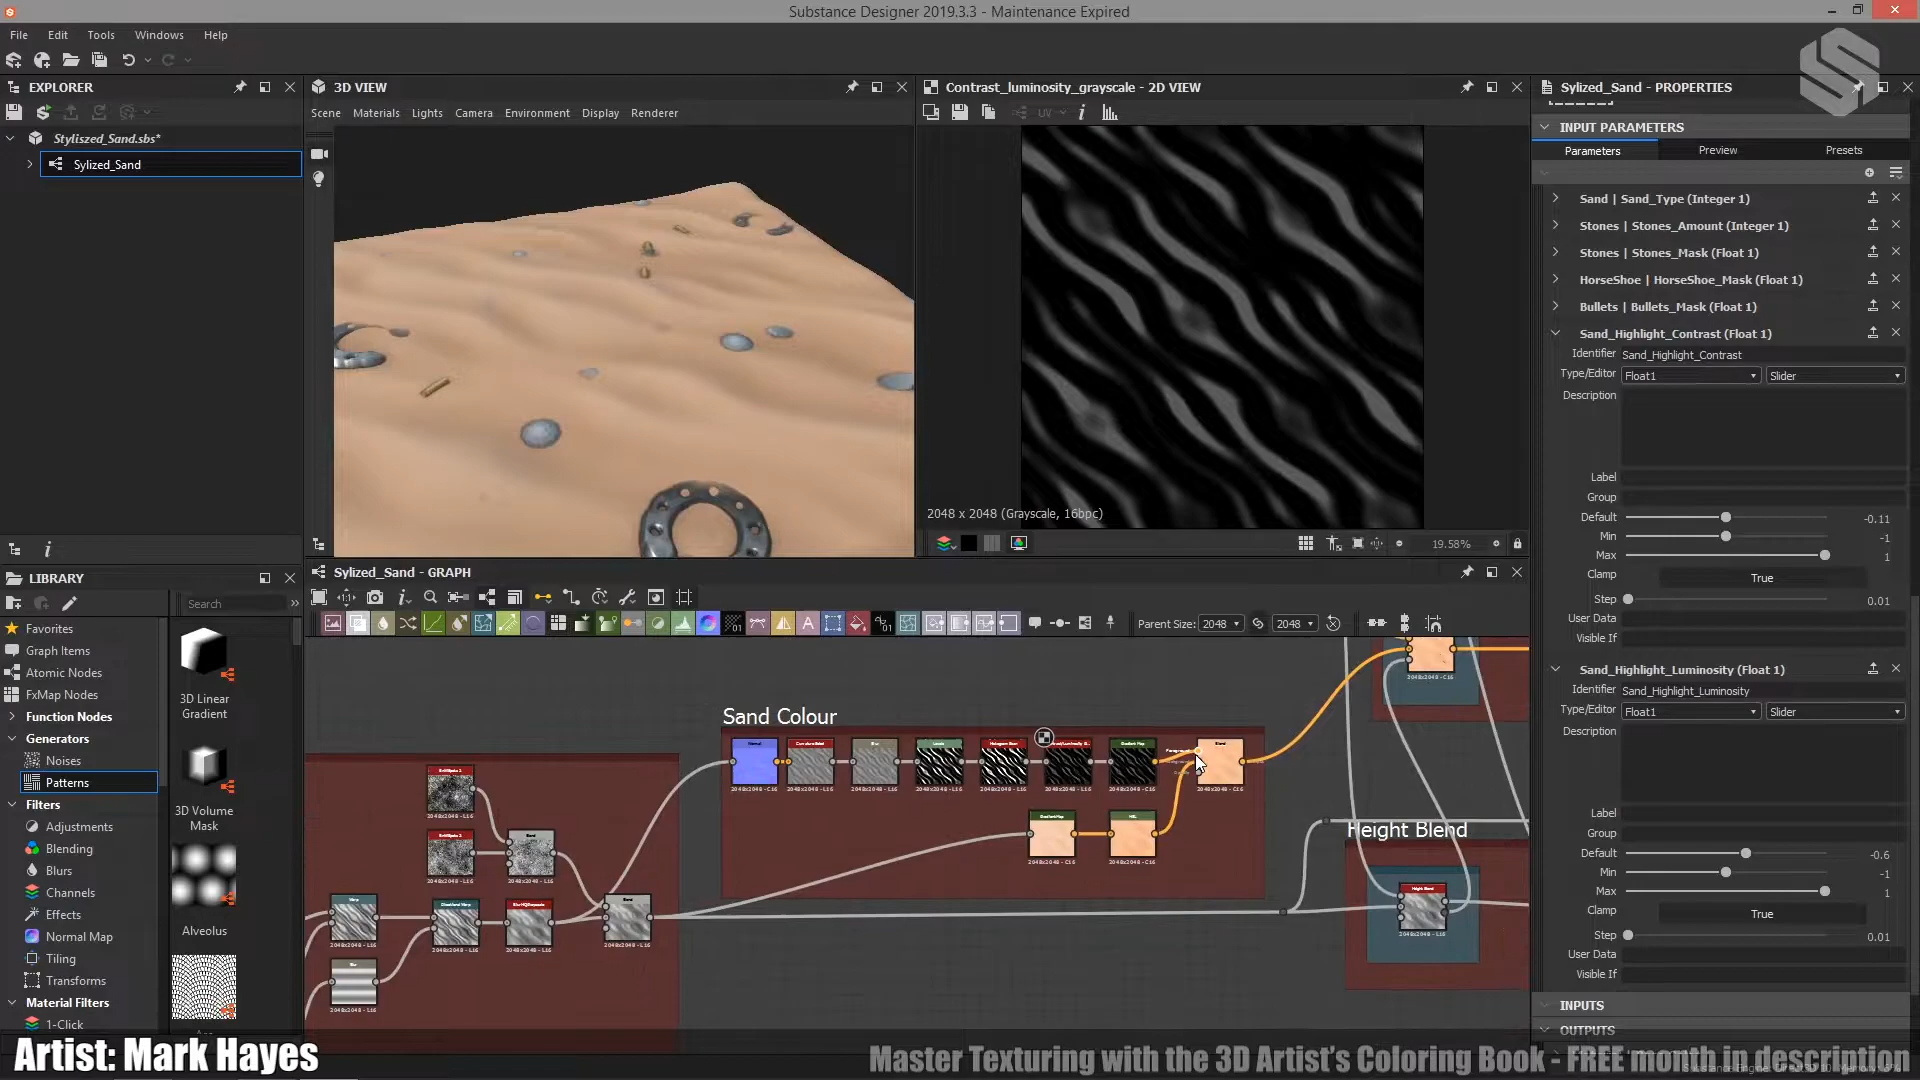 Substance Designer 2019.3.3 - Maintenance Expired
File Edit Tools Windows Help
EXPLORER
Styliszed_Sand.sbs*
Sylized_Sand
3D VIEW
Scene Materials Lights Camera Environment Display Renderer
Contrast_luminosity_grayscale - 2D VIEW
UV
2048 x 2048 (Grayscale, 16bpc)
19.58%
Sylized_Sand - PROPERTIES
INPUT PARAMETERS
Parameters Preview Presets
Sand | Sand_Type (Integer 1)
Stones | Stones_Amount (Integer 1)
Stones | Stones_Mask (Float 1)
HorseShoe | HorseShoe_Mask (Float 1)
Bullets | Bullets_Mask (Float 1)
Sand_Highlight_Contrast (Float 1)
Identifier Sand_Highlight_Contrast
Type/Editor Float1 Slider
Description
Label
Group
Default -0.11
Min -1
Max 1
Clamp True
Step 0.01
User Data
Visible If
Sand_Highlight_Luminosity (Float 1)
Identifier Sand_Highlight_Luminosity
Type/Editor Float1 Slider
Description
Label
Group
Default -0.6
Min -1
Max 1
Clamp True
Step 0.01
User Data
Visible If
INPUTS
OUTPUTS
LIBRARY
Search
Favorites
Graph Items
Atomic Nodes
FxMap Nodes
Function Nodes
Generators
Noises
Patterns
Filters
Adjustments
Blending
Blurs
Channels
Effects
Normal Map
Tiling
Transforms
Material Filters
1-Click
3D Linear
Gradient
3D Volume
Mask
Alveolus
Sylized_Sand - GRAPH
Parent Size: 2048 2048
Sand Colour
Height Blend
Artist: Mark Hayes
Master Texturing with the 3D Artist's Coloring Book - FREE month in description